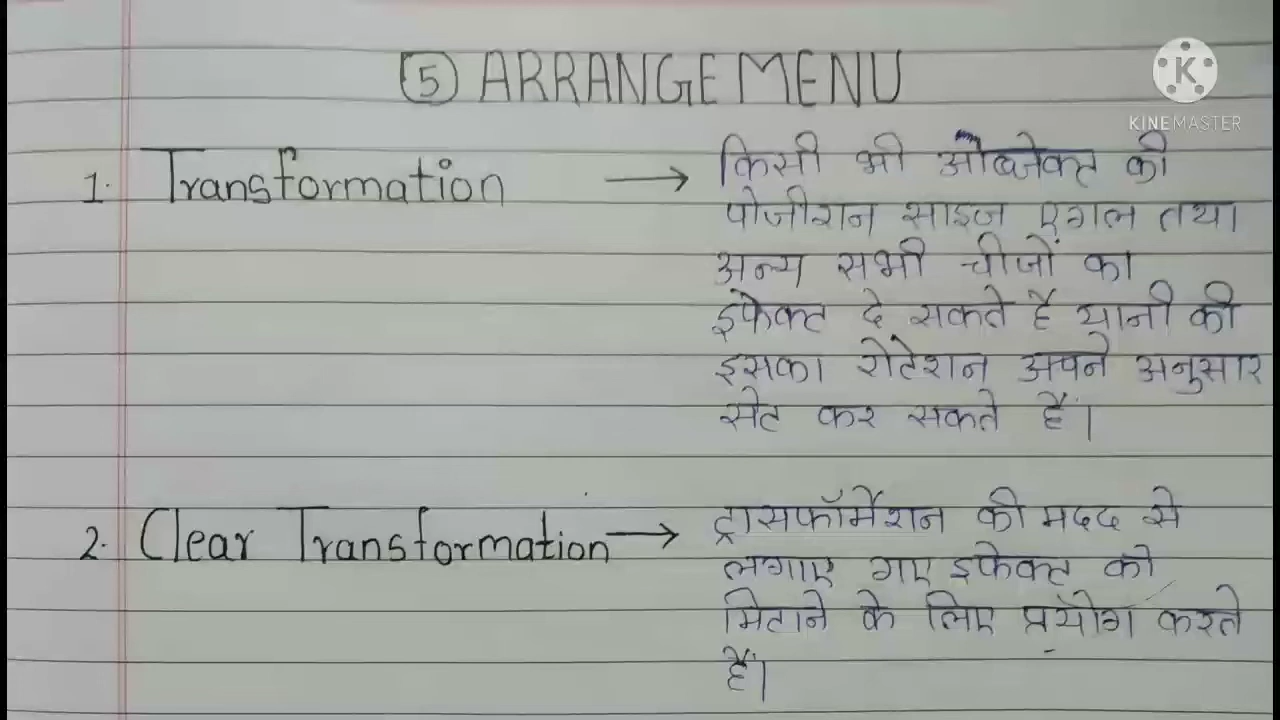 ⑤ ARRANGE MENU
K
KINEMASTER
1. Transformation → किसी भी ओब्जेक्ट की
पोजीशन साइज एंगल तथा
अन्य सभी चीजों का
इफेक्ट दे सकते है यानी की
इसका रोटेशन अपने अनुसार
सेट कर सकते हैं।
2. Clear Transformation → ट्रासफॉर्मेशन की मदद से
लगाए गए इफेक्ट को
मिटाने के लिए प्रयोग करते
हैं।